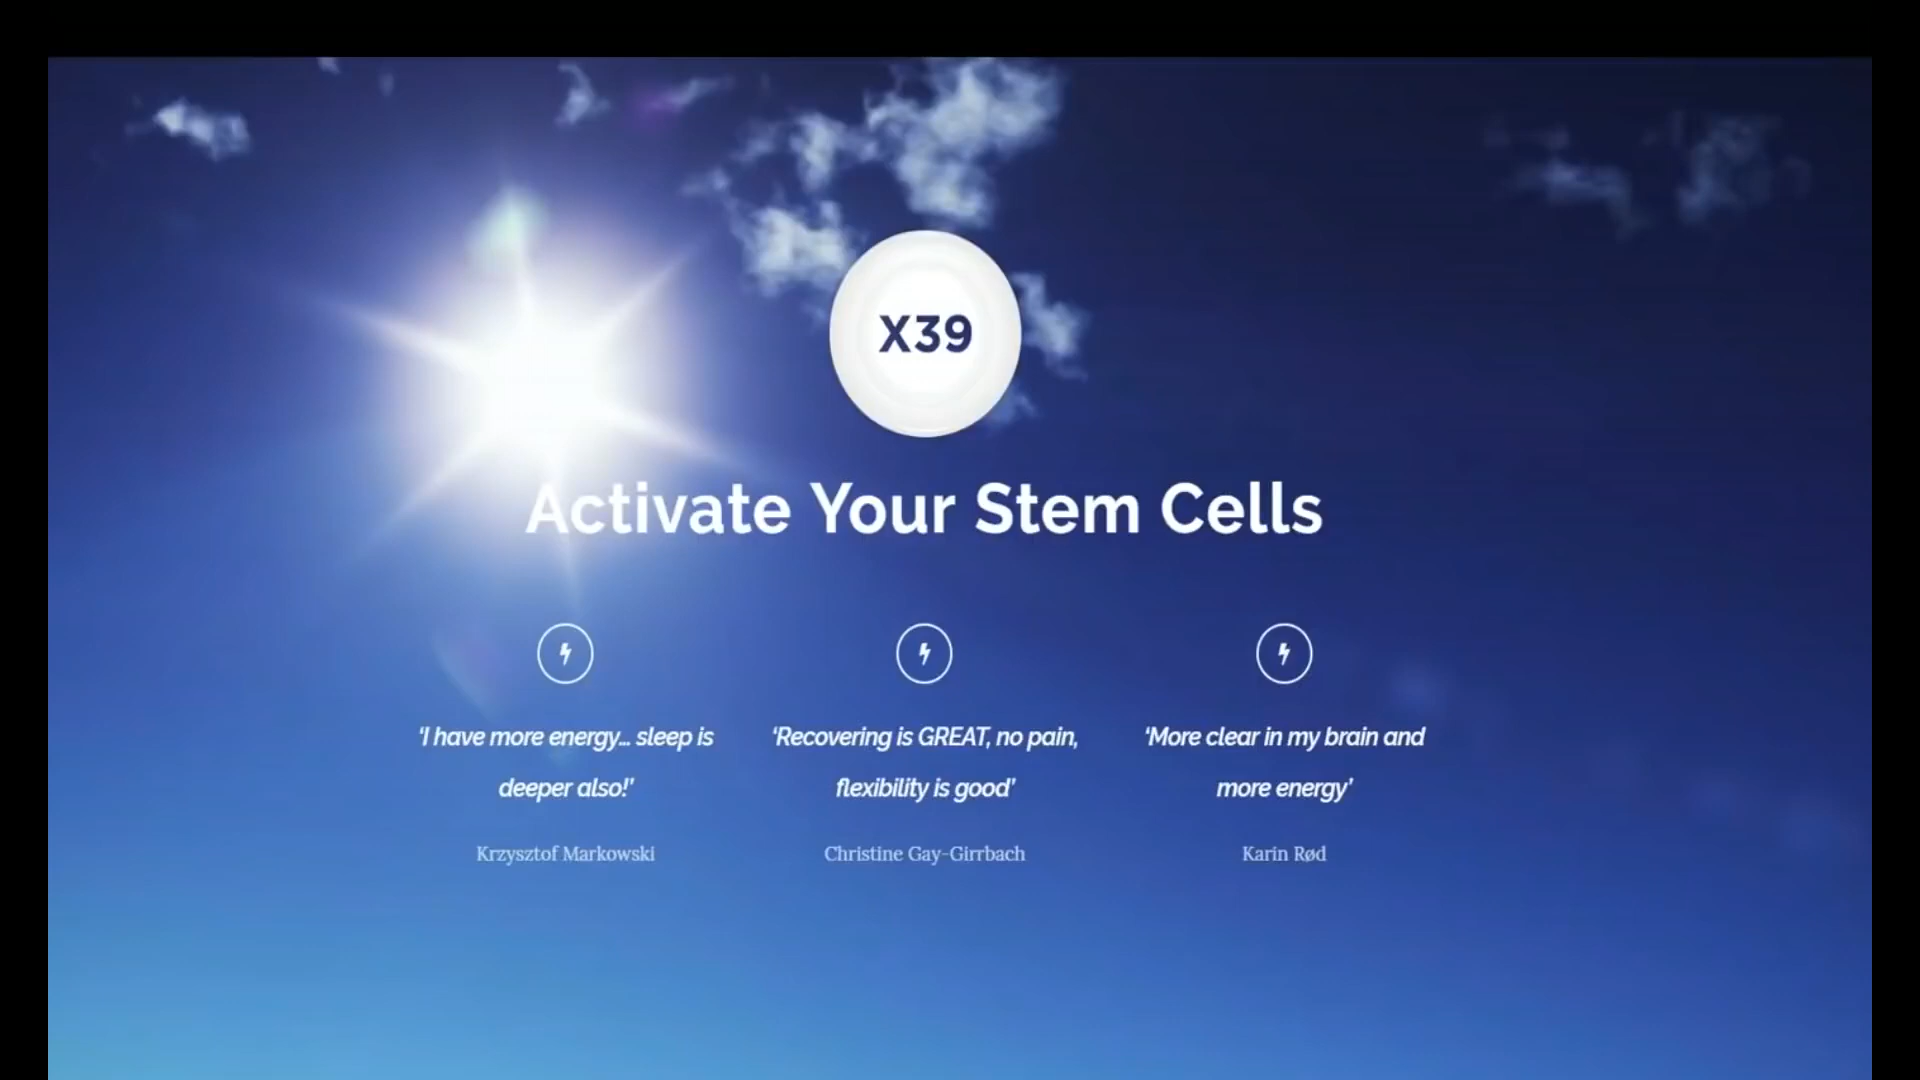 X39
Activate Your Stem Cells
'I have more energy... sleep is
deeper also!'
Krzysztof Markowski
'Recovering is GREAT, no pain,
flexibility is good'
Christine Gay-Girrbach
'More clear in my brain and
more energy'
Karin Rød